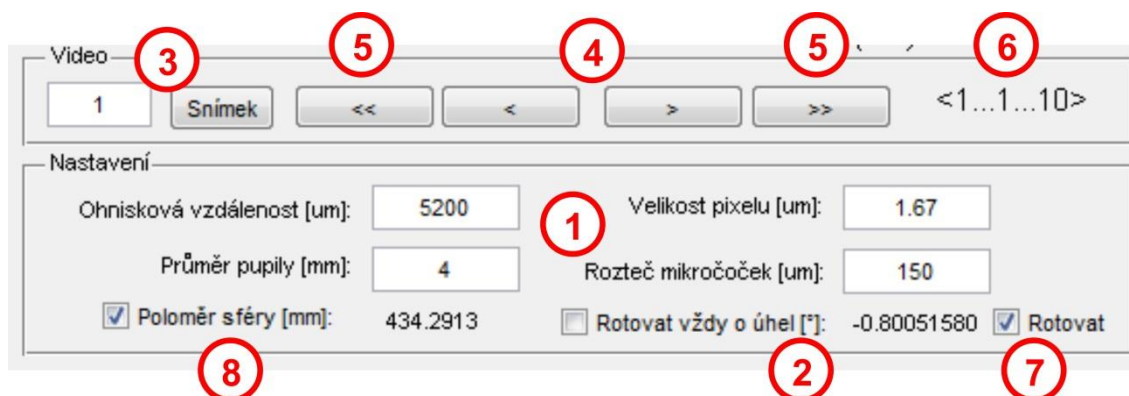 Video
3 5 4 5 6
1 Snímek << < > >> <1...1...10>
Nastavení
Ohnisková vzdálenost [um]: 5200 Velikost pixelu [um]: 1.67
1
Průměr pupily [mm]: 4 Rozteč mikročoček [um]: 150
Poloměr sféry [mm]: 434.2913 Rotovat vždy o úhel [°]: -0.80051580 Rotovat
8 2 7